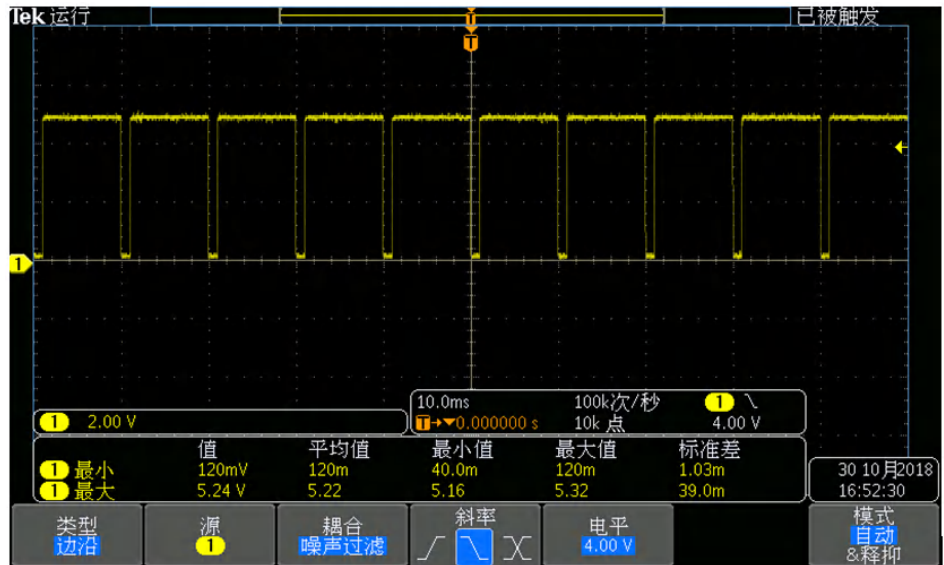 Tek 运行 已被触发
T
T
1
10.0ms 100k次/秒 1
1 2.00 V T→▼0.000000 s 10k 点 4.00 V
值 平均值 最小值 最大值 标准差
1 最小 120mV 120m 40.0m 120m 1.03m
1 最大 5.24 V 5.22 5.16 5.32 39.0m
30 10月2018
16:52:30
类型 源 耦合 斜率 电平 模式
边沿 1 噪声过滤 4.00 V 自动
&释抑